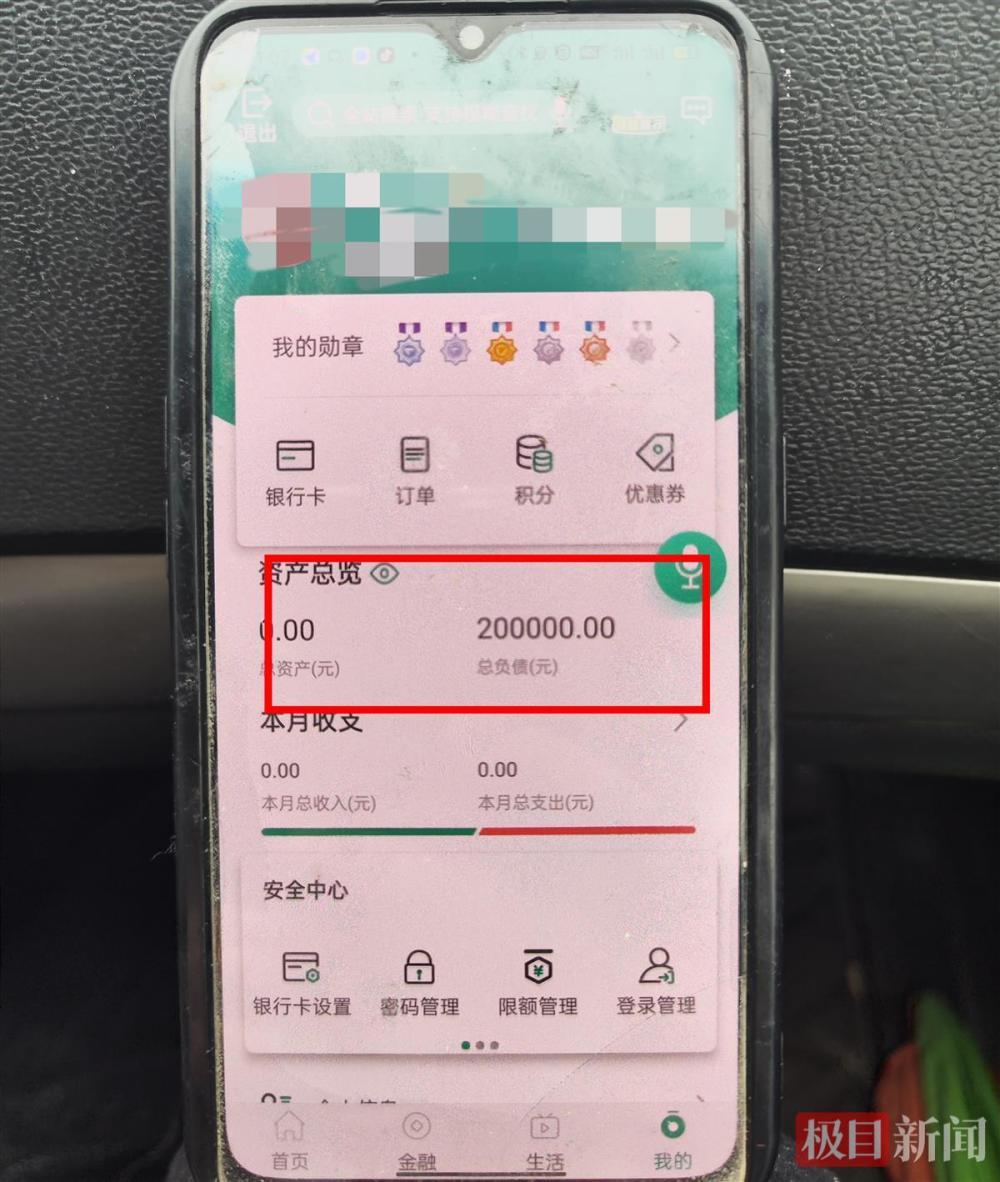 退出
我的勋章
银行卡 订单 积分 优惠券
资产总览
0.00 200000.00
总资产(元) 总负债(元)
本月收支
0.00 0.00
本月总收入(元) 本月总支出(元)
安全中心
银行卡设置 密码管理 限额管理 登录管理
首页 金融 生活 我的
极目新闻